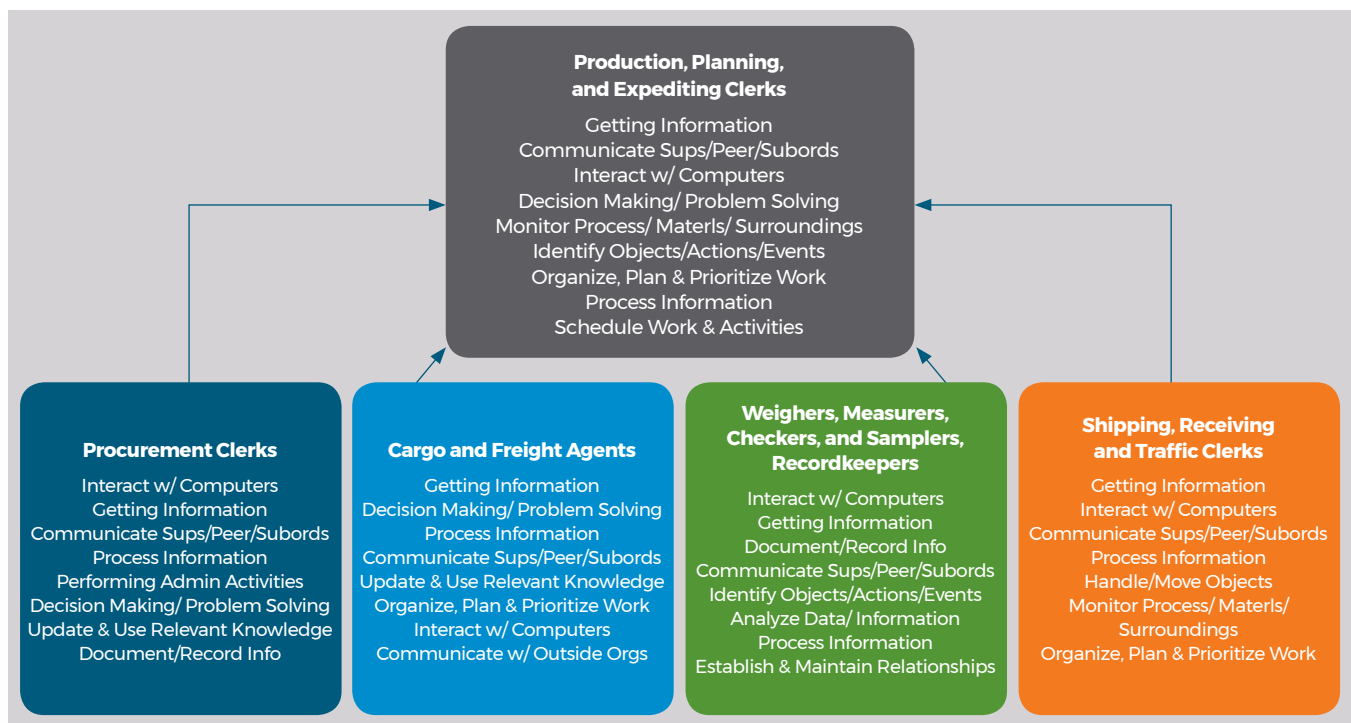 Production, Planning,
and Expediting Clerks
Getting Information
Communicate Sups/Peer/Subords
Interact w/ Computers
Decision Making/ Problem Solving
Monitor Process/ Materls/ Surroundings
Identify Objects/Actions/Events
Organize, Plan & Prioritize Work
Process Information
Schedule Work & Activities
Procurement Clerks
Interact w/ Computers
Getting Information
Communicate Sups/Peer/Subords
Process Information
Performing Admin Activities
Decision Making/ Problem Solving
Update & Use Relevant Knowledge
Document/Record Info
Cargo and Freight Agents
Getting Information
Decision Making/ Problem Solving
Process Information
Communicate Sups/Peer/Subords
Update & Use Relevant Knowledge
Organize, Plan & Prioritize Work
Interact w/ Computers
Communicate w/ Outside Orgs
Weighers, Measurers,
Checkers, and Samplers,
Recordkeepers
Interact w/ Computers
Getting Information
Document/Record Info
Communicate Sups/Peer/Subords
Identify Objects/Actions/Events
Analyze Data/ Information
Process Information
Establish & Maintain Relationships
Shipping, Receiving
and Traffic Clerks
Getting Information
Interact w/ Computers
Communicate Sups/Peer/Subords
Process Information
Handle/Move Objects
Monitor Process/ Materls/
Surroundings
Organize, Plan & Prioritize Work